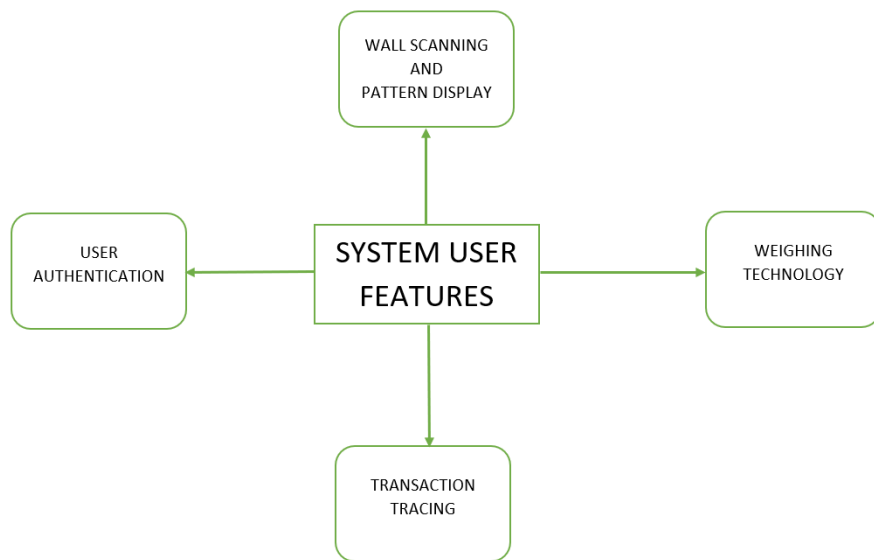 WALL SCANNING
AND
PATTERN DISPLAY
USER
AUTHENTICATION
SYSTEM USER
FEATURES
WEIGHING
TECHNOLOGY
TRANSACTION
TRACING